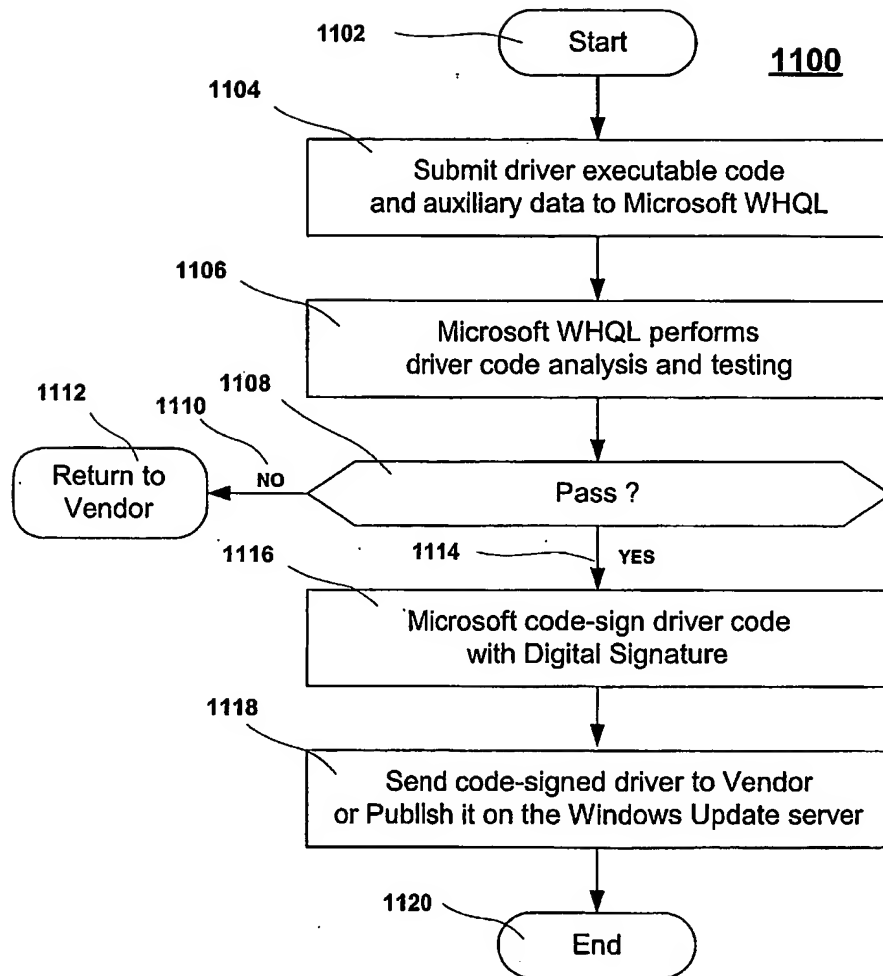 1102
Start
1100
1104
Submit driver executable code
and auxiliary data to Microsoft WHQL
1106
Microsoft WHQL performs
driver code analysis and testing
1108
1110
1112
Return to
Vendor
NO
Pass ?
1114
YES
1116
Microsoft code-sign driver code
with Digital Signature
1118
Send code-signed driver to Vendor
or Publish it on the Windows Update server
1120
End